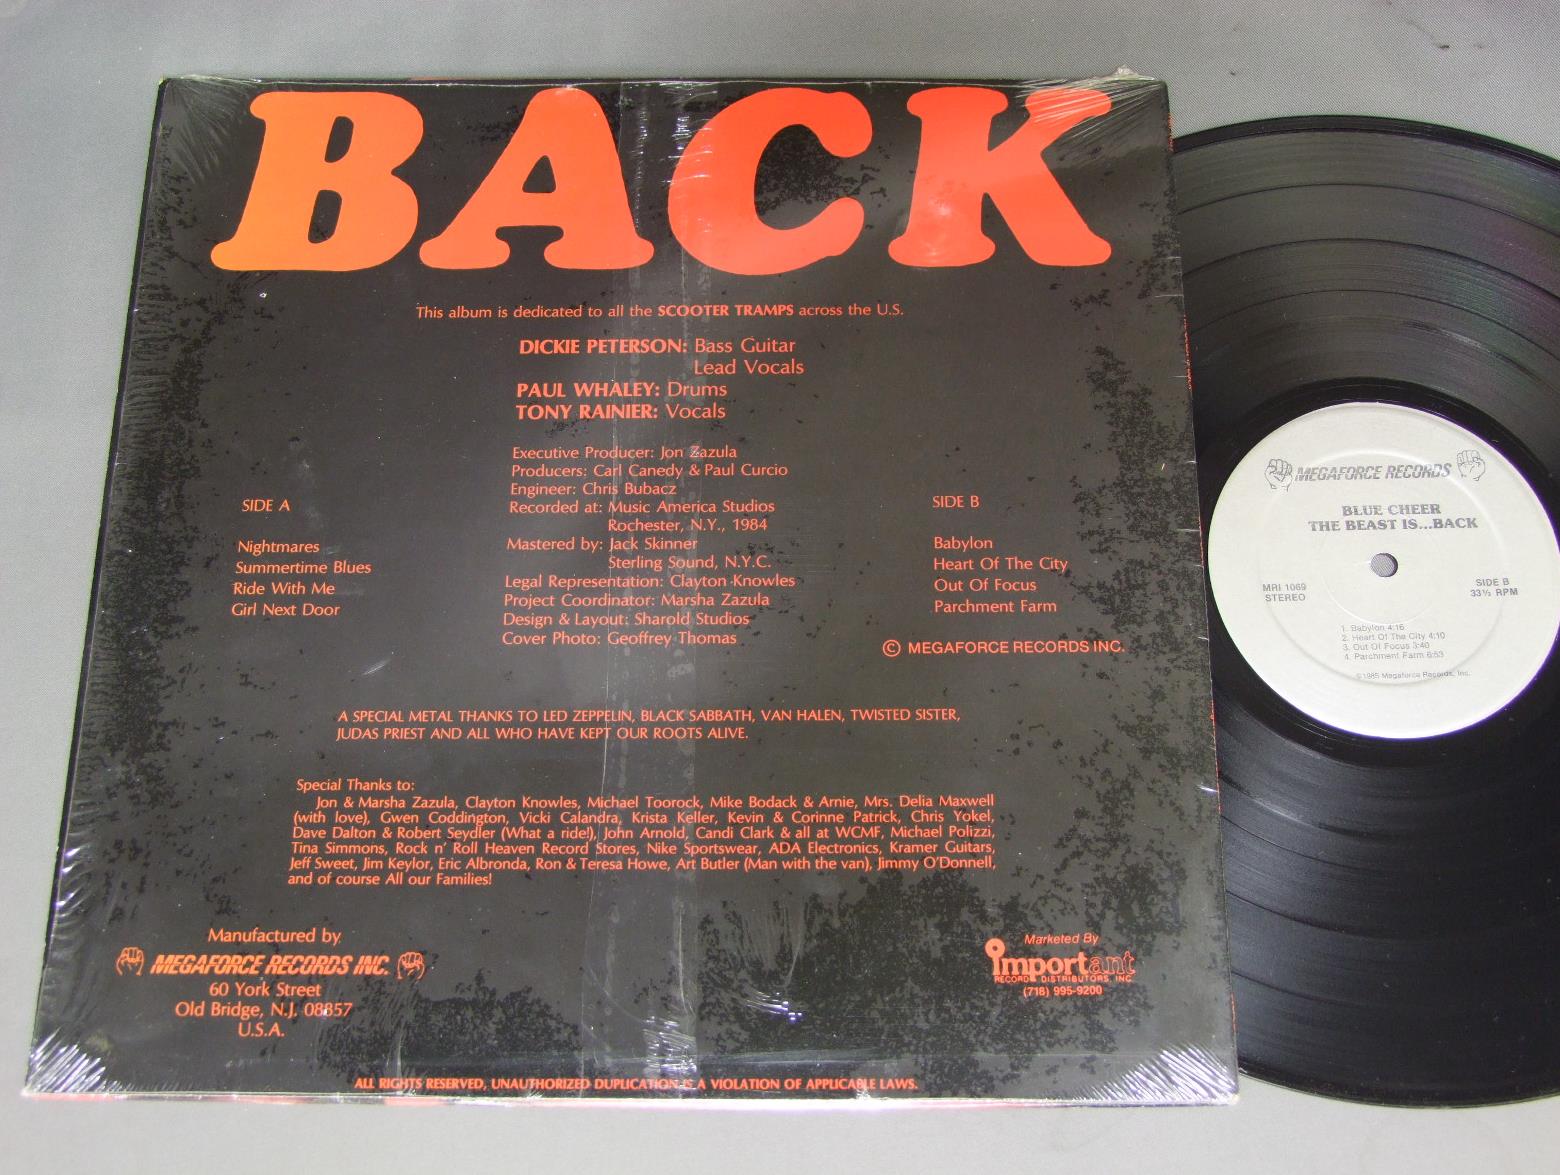 BACK
This album is dedicated to all the SCOOTER TRAMPS across the U.S.
DICKIE PETERSON: Bass Guitar
Lead Vocals
PAUL WHALEY: Drums
TONY RAINIER: Vocals
Executive Producer: Jon Zazula
Producers: Carl Canedy & Paul Curcio
Engineer: Chris Bubacz
Recorded at: Music America Studios
Rochester, N.Y., 1984
Mastered by: Jack Skinner
Sterling Sound, N.Y.C.
Legal Representation: Clayton Knowles
Project Coordinator: Marsha Zazula
Design & Layout: Sharold Studios
Cover Photo: Geoffrey Thomas
SIDE A
Nightmares
Summertime Blues
Ride With Me
Girl Next Door
SIDE B
Babylon
Heart Of The City
Out Of Focus
Parchment Farm
© MEGAFORCE RECORDS INC.
A SPECIAL METAL THANKS TO LED ZEPPELIN, BLACK SABBATH, VAN HALEN, TWISTED SISTER,
JUDAS PRIEST AND ALL WHO HAVE KEPT OUR ROOTS ALIVE.
Special Thanks to:
Jon & Marsha Zazula, Clayton Knowles, Michael Toorock, Mike Bodack & Arnie, Mrs. Delia Maxwell
(with love), Gwen Coddington, Vicki Calandra, Krista Keller, Kevin & Corinne Patrick, Chris Yokel,
Dave Dalton & Robert Seydler (What a ride!), John Arnold, Candi Clark & all at WCMF, Michael Polizzi,
Tina Simmons, Rock n' Roll Heaven Record Stores, Nike Sportswear, ADA Electronics, Kramer Guitars,
Jeff Sweet, Jim Keylor, Eric Albronda, Ron & Teresa Howe, Art Butler (Man with the van), Jimmy O'Donnell,
and of course All our Families!
Manufactured by
MEGAFORCE RECORDS INC.
60 York Street
Old Bridge, N.J. 08857
U.S.A.
Marketed By
important
RECORD DISTRIBUTORS, INC.
(718) 995-9200
ALL RIGHTS RESERVED, UNAUTHORIZED DUPLICATION IS A VIOLATION OF APPLICABLE LAWS.
MEGAFORCE RECORDS
BLUE CHEER
THE BEAST IS...BACK
MRI 1069
STEREO
SIDE B
33⅓ RPM
1. Babylon 4:16
2. Heart Of The City 4:10
3. Out Of Focus 3:40
4. Parchment Farm 6:53
©1985 Megaforce Records, Inc.